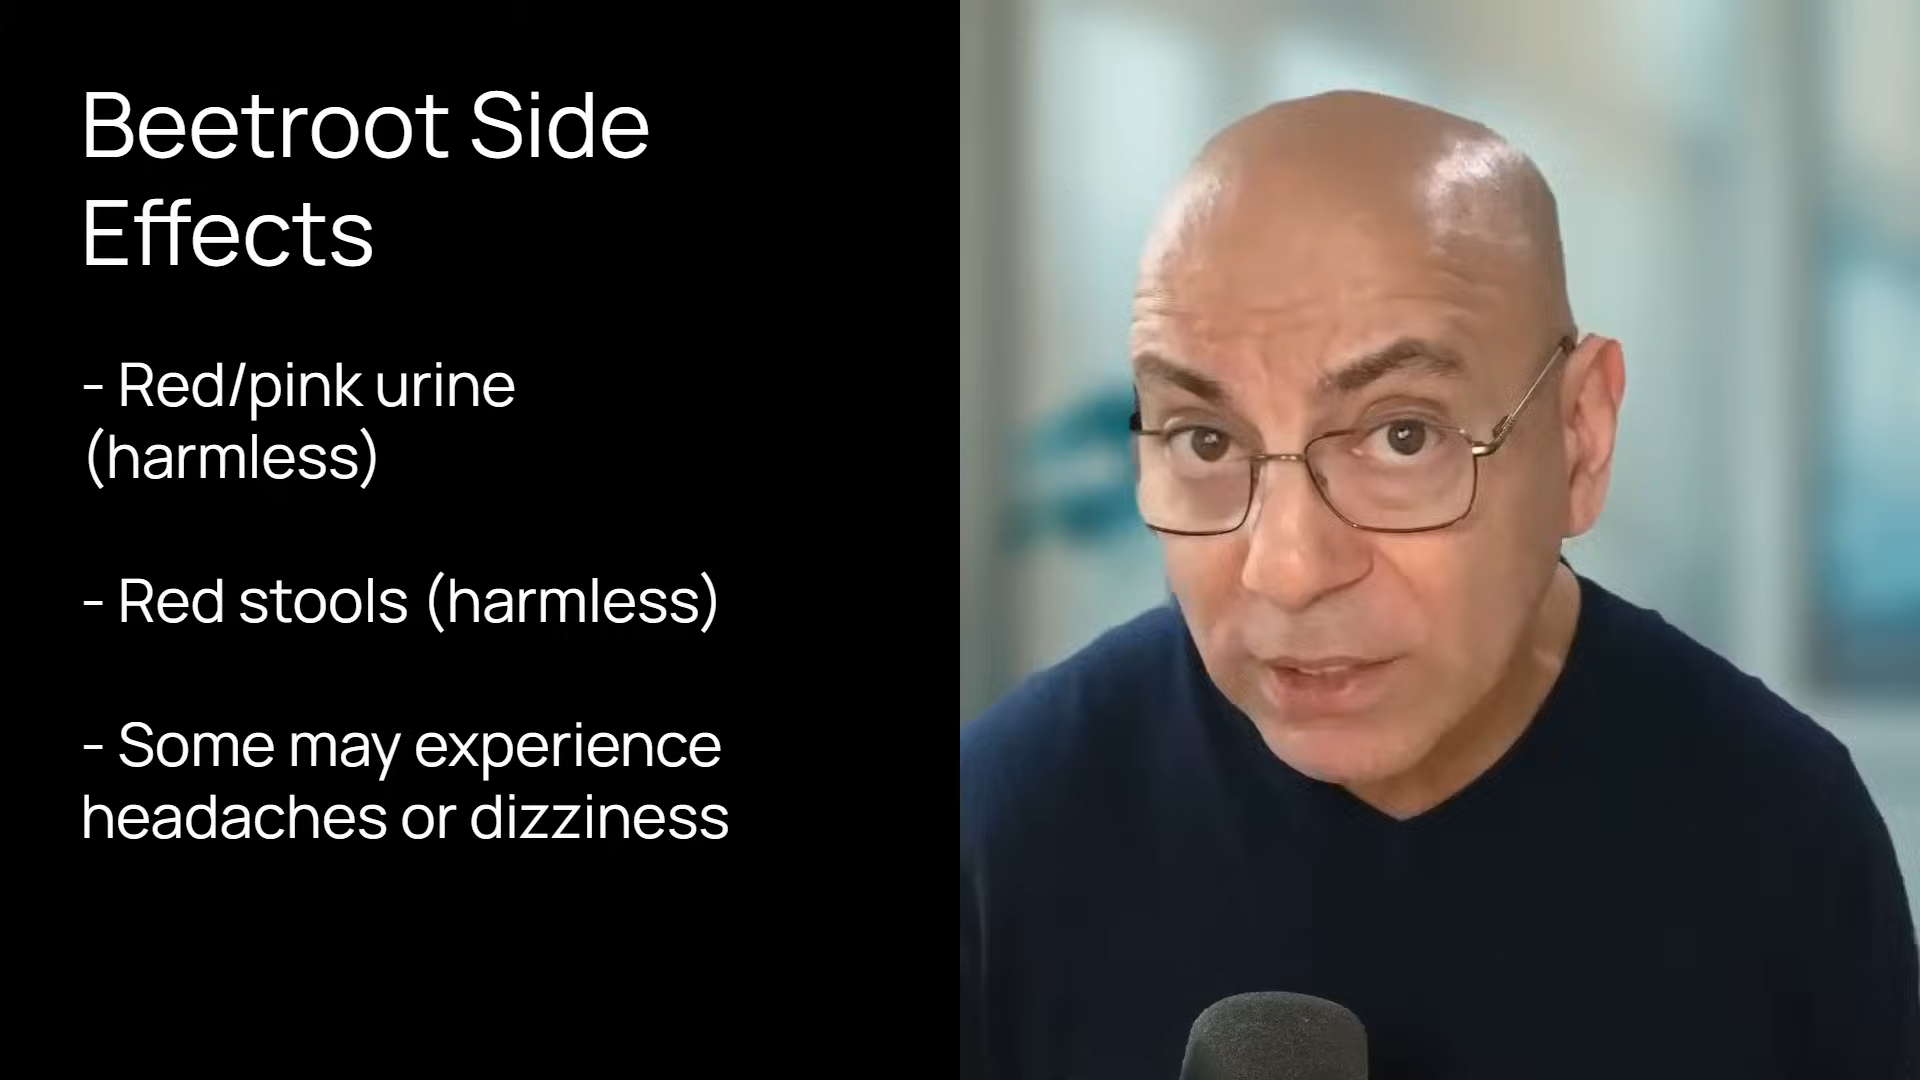 Beetroot Side
Effects
- Red/pink urine
(harmless)
- Red stools (harmless)
- Some may experience
headaches or dizziness